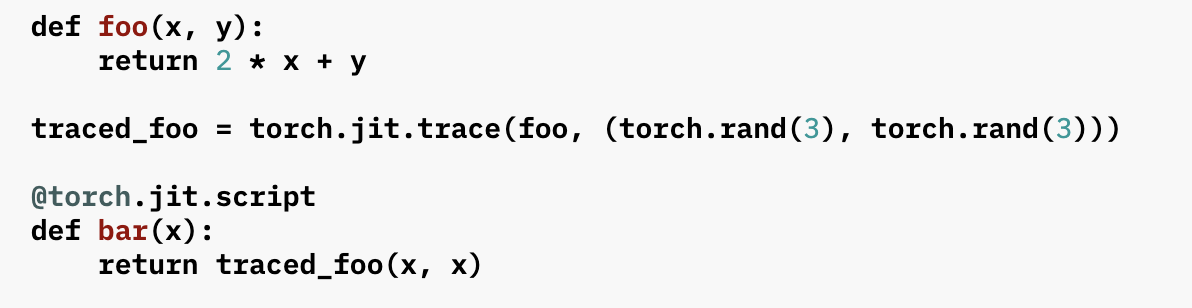 def foo(x, y):
    return 2 * x + y

traced_foo = torch.jit.trace(foo, (torch.rand(3), torch.rand(3)))

@torch.jit.script
def bar(x):
    return traced_foo(x, x)